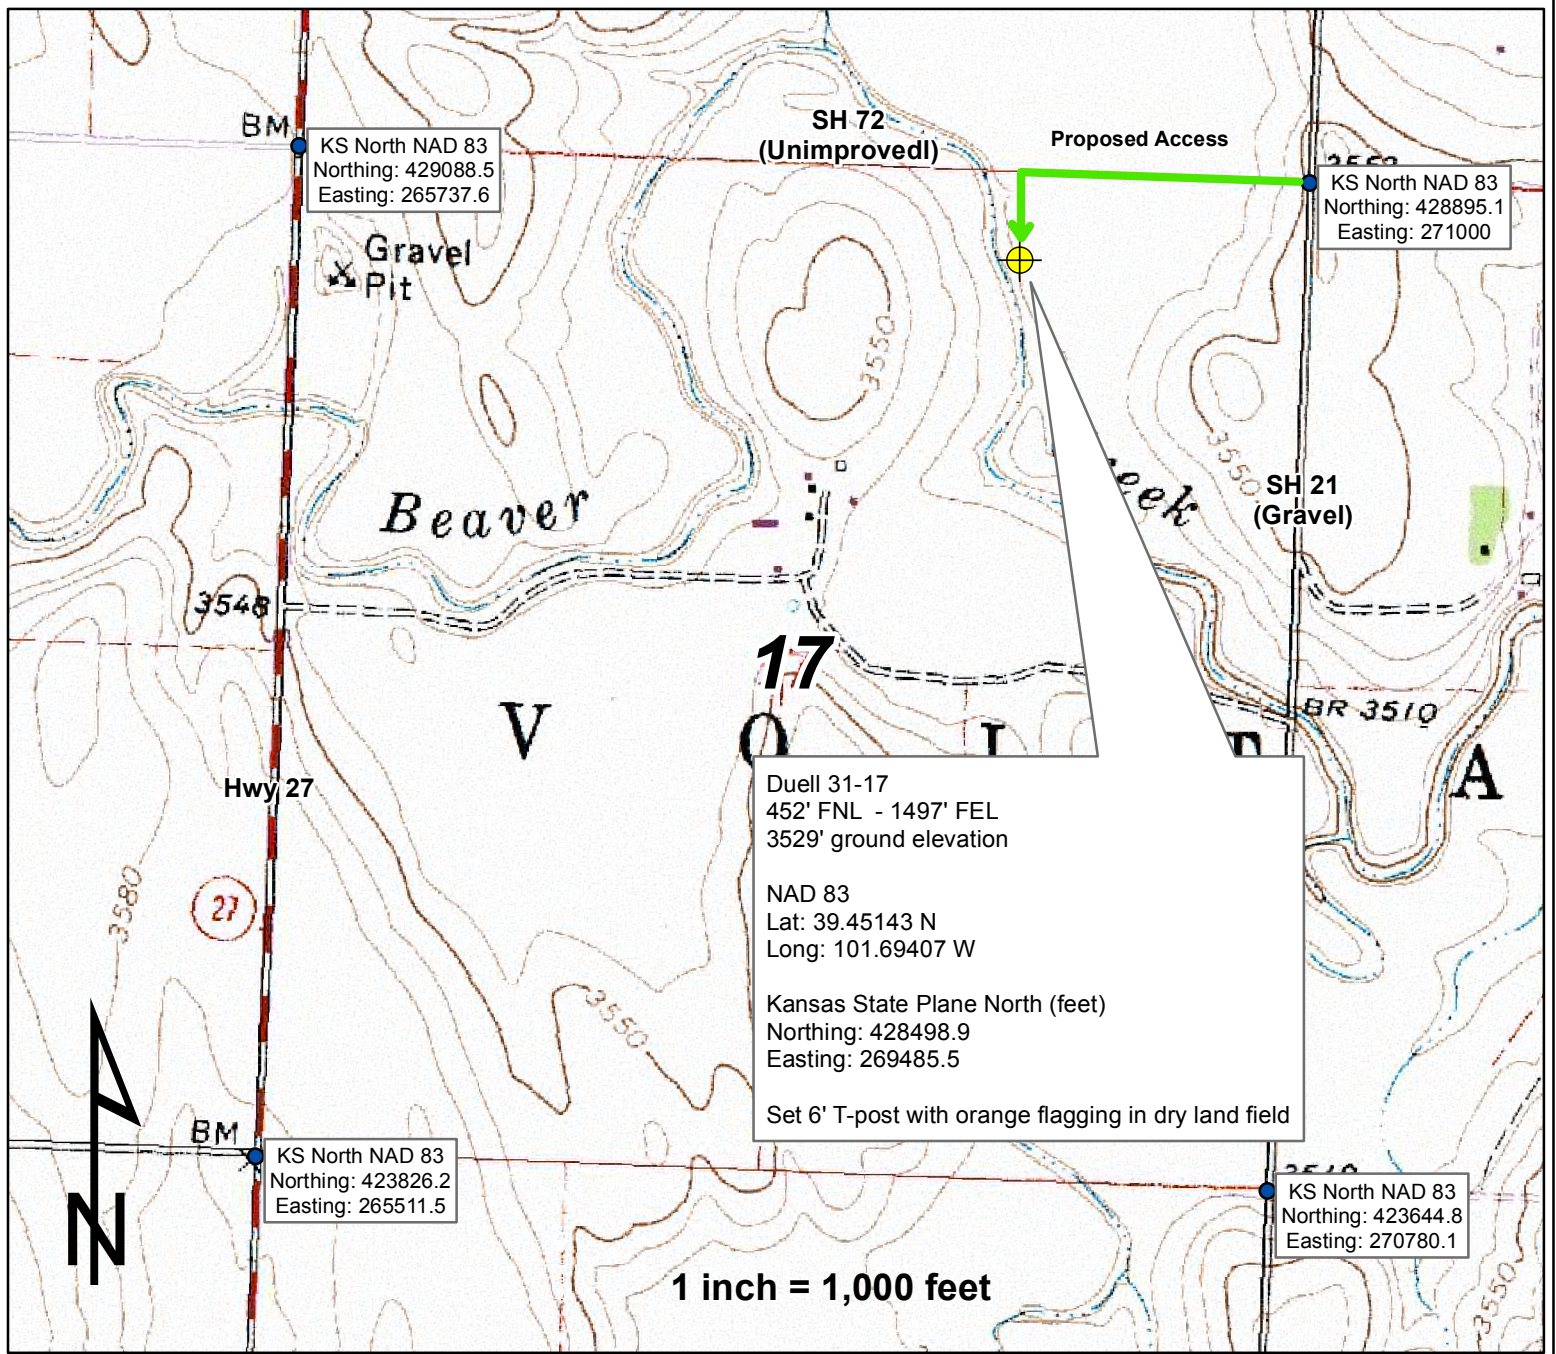 SH 72
(Unimprovedl)
Proposed Access
BM
KS North NAD 83
Northing: 429088.5
Easting: 265737.6
KS North NAD 83
Northing: 428895.1
Easting: 271000
Gravel
Pit
3550
3550
Beaver
eek
SH 21
(Gravel)
3548
17
BR 3510
V
O
L
T
A
Hwy 27
27
3580
3550
Duell 31-17
452' FNL - 1497' FEL
3529' ground elevation
NAD 83
Lat: 39.45143 N
Long: 101.69407 W
Kansas State Plane North (feet)
Northing: 428498.9
Easting: 269485.5
Set 6' T-post with orange flagging in dry land field
BM
KS North NAD 83
Northing: 423826.2
Easting: 265511.5
KS North NAD 83
Northing: 423644.8
Easting: 270780.1
N
1 inch = 1,000 feet
3550